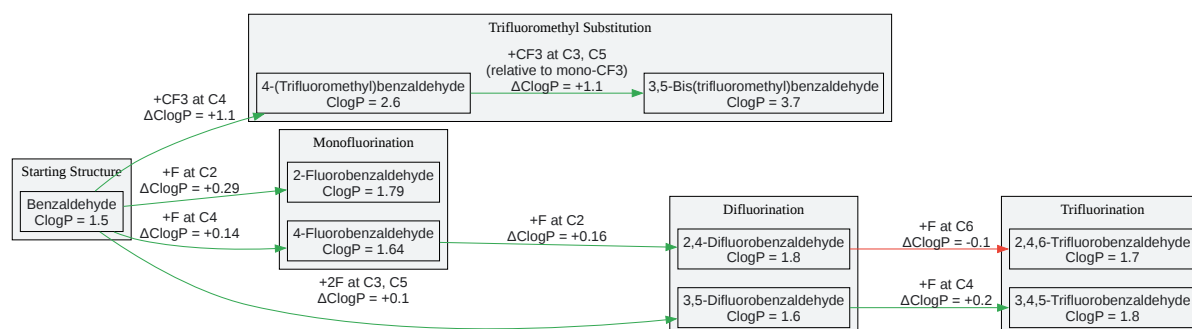 Trifluoromethyl Substitution
+CF3 at C3, C5
(relative to mono-CF3)
ΔClogP = +1.1
4-(Trifluoromethyl)benzaldehyde
ClogP = 2.6
3,5-Bis(trifluoromethyl)benzaldehyde
ClogP = 3.7
+CF3 at C4
ΔClogP = +1.1
Monofluorination
Starting Structure
Benzaldehyde
ClogP = 1.5
+F at C2
ΔClogP = +0.29
2-Fluorobenzaldehyde
ClogP = 1.79
+F at C4
ΔClogP = +0.14
4-Fluorobenzaldehyde
ClogP = 1.64
+F at C2
ΔClogP = +0.16
Difluorination
2,4-Difluorobenzaldehyde
ClogP = 1.8
+F at C6
ΔClogP = -0.1
Trifluorination
2,4,6-Trifluorobenzaldehyde
ClogP = 1.7
+2F at C3, C5
ΔClogP = +0.1
3,5-Difluorobenzaldehyde
ClogP = 1.6
+F at C4
ΔClogP = +0.2
3,4,5-Trifluorobenzaldehyde
ClogP = 1.8